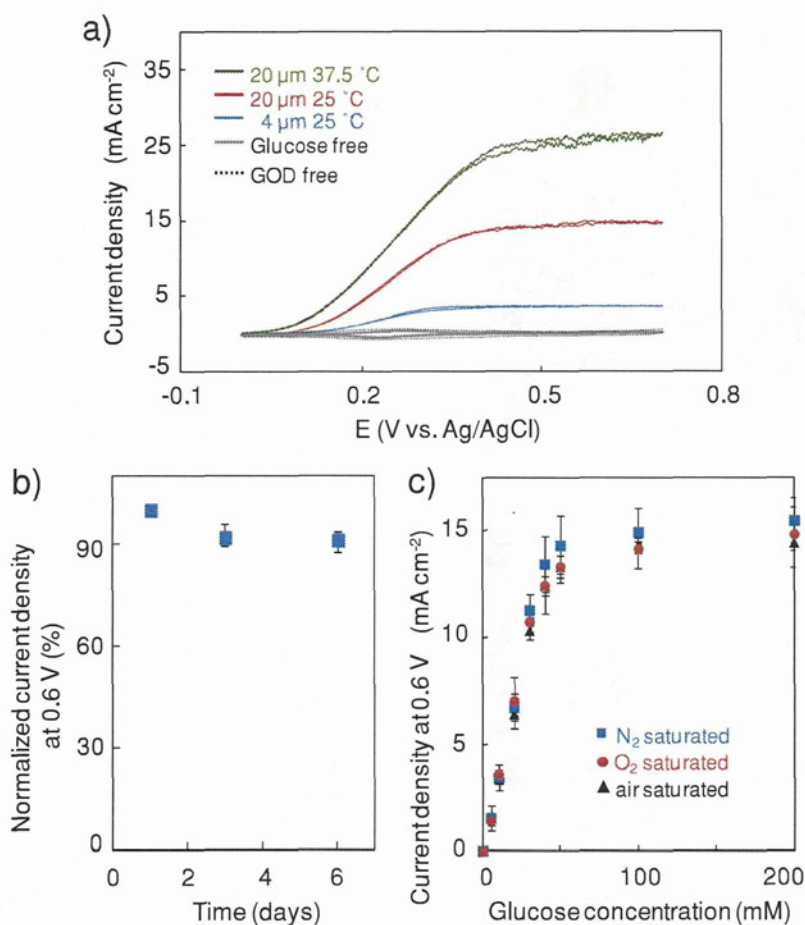 a)
Current density (mA cm⁻²)
35
25
15
5
-5
20 µm 37.5 ˚C
20 µm 25 ˚C
4 µm 25 ˚C
Glucose free
GOD free
-0.1
0.2
0.5
0.8
E (V vs. Ag/AgCl)
b)
Normalized current density
at 0.6 V (%)
90
60
30
0
0
2
4
6
Time (days)
c)
Current density at 0.6 V (mA cm⁻²)
15
10
5
0
N₂ saturated
O₂ saturated
air saturated
0
100
200
Glucose concentration (mM)